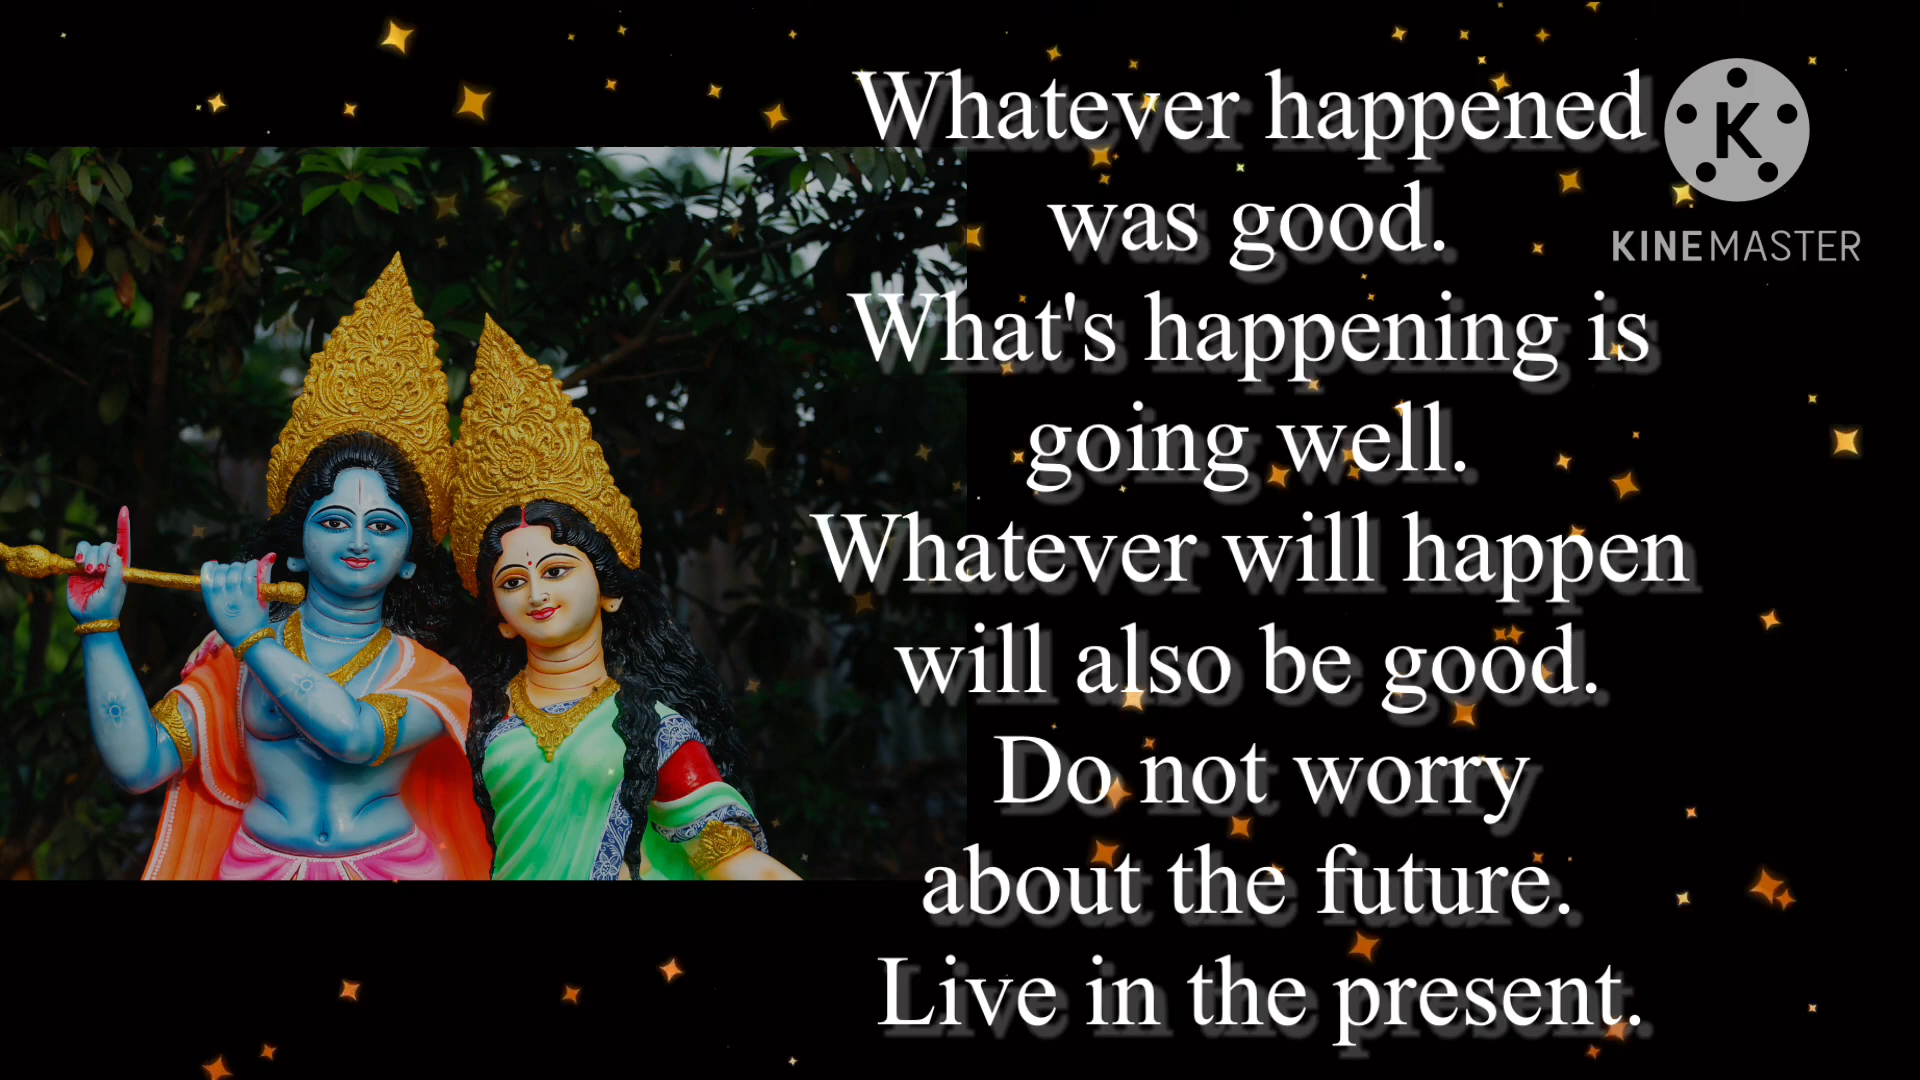 Whatever happened
was good.
What's happening is
going well.
Whatever will happen
will also be good.
Do not worry
about the future.
Live in the present.
K
KINEMASTER